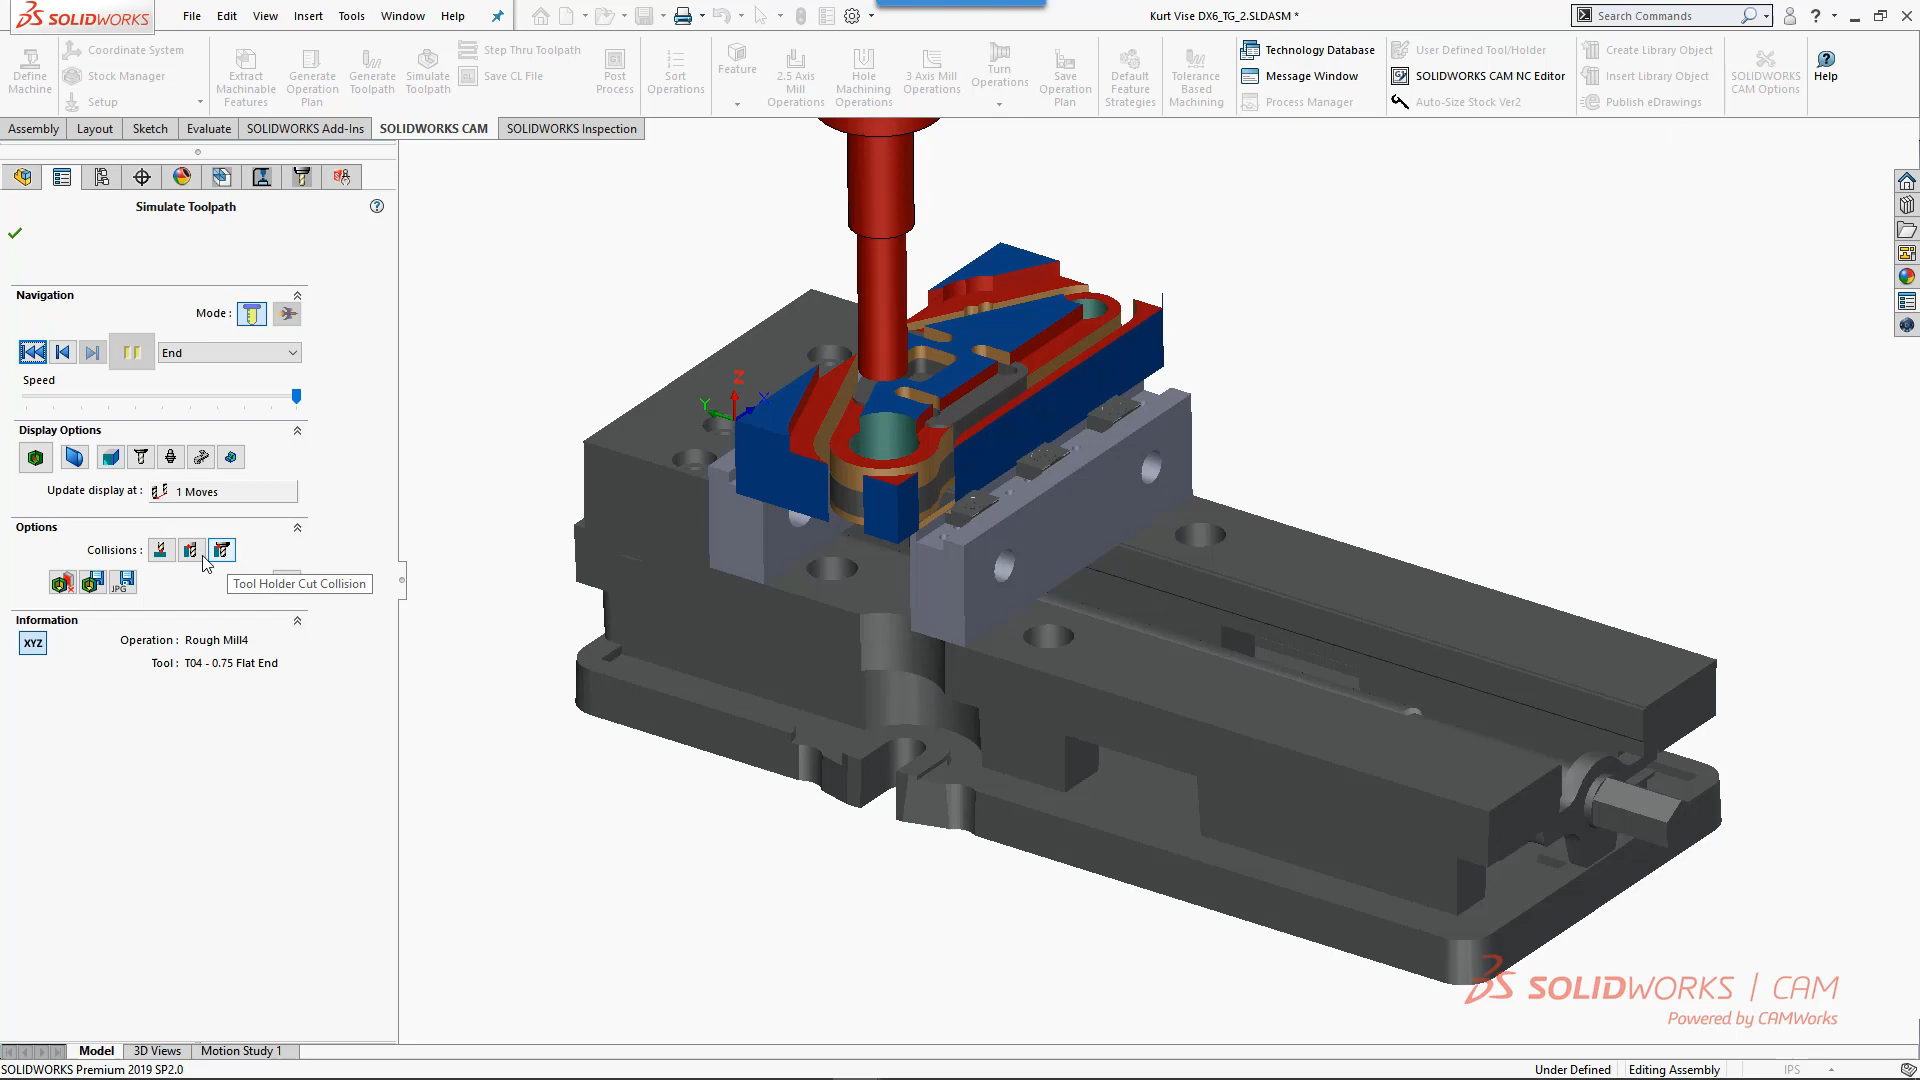 SOLIDWORKS
File Edit View Insert Tools Window Help
Kurt Vise DX6_TG_2.SLDASM *
Search Commands
Define Machine
Coordinate System
Stock Manager
Setup
Extract Machinable Features
Generate Operation Plan
Generate Toolpath
Simulate Toolpath
Step Thru Toolpath
Save CL File
Post Process
Sort Operations
Feature
2.5 Axis Mill Operations
Hole Machining Operations
3 Axis Mill Operations
Turn Operations
Save Operation Plan
Default Feature Strategies
Tolerance Based Machining
Technology Database
Message Window
Process Manager
User Defined Tool/Holder
SOLIDWORKS CAM NC Editor
Auto-Size Stock Ver2
Create Library Object
Insert Library Object
Publish eDrawings
SOLIDWORKS CAM Options
Help
Assembly Layout Sketch Evaluate SOLIDWORKS Add-Ins SOLIDWORKS CAM SOLIDWORKS Inspection
Simulate Toolpath
Navigation
Mode :
End
Speed
Display Options
Update display at : 1 Moves
Options
Collisions :
Tool Holder Cut Collision
JPG
Information
XYZ
Operation : Rough Mill4
Tool : T04 - 0.75 Flat End
Z
Y
X
SOLIDWORKS | CAM
Powered by CAMWorks
Model 3D Views Motion Study 1
SOLIDWORKS Premium 2019 SP2.0
Under Defined Editing Assembly IPS